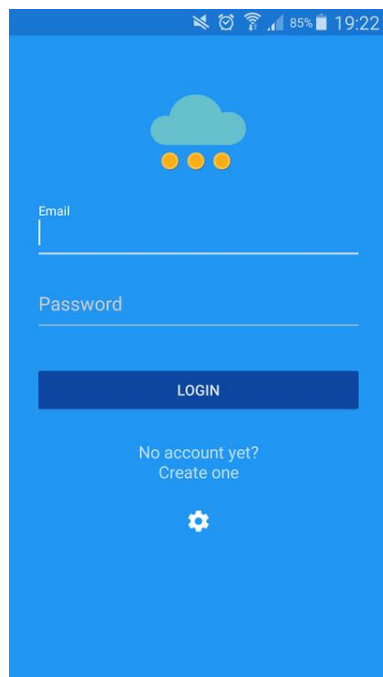 85% 19:22
Email
Password
LOGIN
No account yet?
Create one